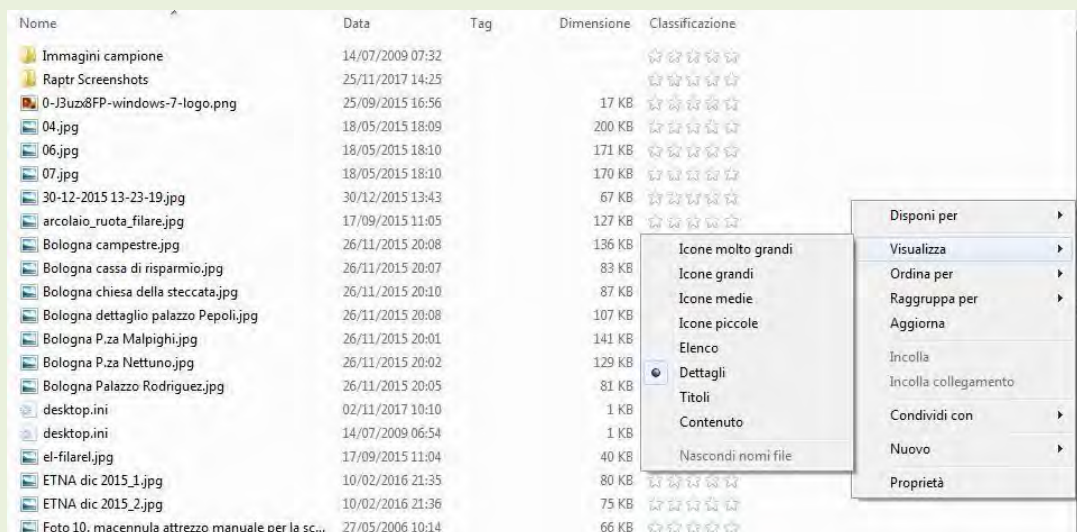 Nome Data Tag Dimensione Classificazione
Immagini campione 14/07/2009 07:32
Raptr Screenshots 25/11/2017 14:25
0-J3uzx8FP-windows-7-logo.png 25/09/2015 16:56 17 KB
04.jpg 18/05/2015 18:09 200 KB
06.jpg 18/05/2015 18:10 171 KB
07.jpg 18/05/2015 18:10 170 KB
30-12-2015 13-23-19.jpg 30/12/2015 13:43 67 KB
arcolaio_ruota_filare.jpg 17/09/2015 11:05 127 KB
Bologna campestre.jpg 26/11/2015 20:08 136 KB
Bologna cassa di risparmio.jpg 26/11/2015 20:07 83 KB
Bologna chiesa della steccata.jpg 26/11/2015 20:10 87 KB
Bologna dettaglio palazzo Pepoli.jpg 26/11/2015 20:08 107 KB
Bologna P.za Malpighi.jpg 26/11/2015 20:01 141 KB
Bologna P.za Nettuno.jpg 26/11/2015 20:02 129 KB
Bologna Palazzo Rodriguez.jpg 26/11/2015 20:05 81 KB
desktop.ini 02/11/2017 10:10 1 KB
desktop.ini 14/07/2009 06:54 1 KB
el-filarel.jpg 17/09/2015 11:04 40 KB
ETNA dic 2015_1.jpg 10/02/2016 21:35 80 KB
ETNA dic 2015_2.jpg 10/02/2016 21:36 75 KB
Foto 10. macennula attrezzo manuale per la sc... 27/05/2006 10:14 66 KB
Icone molto grandi
Icone grandi
Icone medie
Icone piccole
Elenco
Dettagli
Titoli
Contenuto
Nascondi nomi file
Disponi per
Visualizza
Ordina per
Raggruppa per
Aggiorna
Incolla
Incolla collegamento
Condividi con
Nuovo
Proprietà